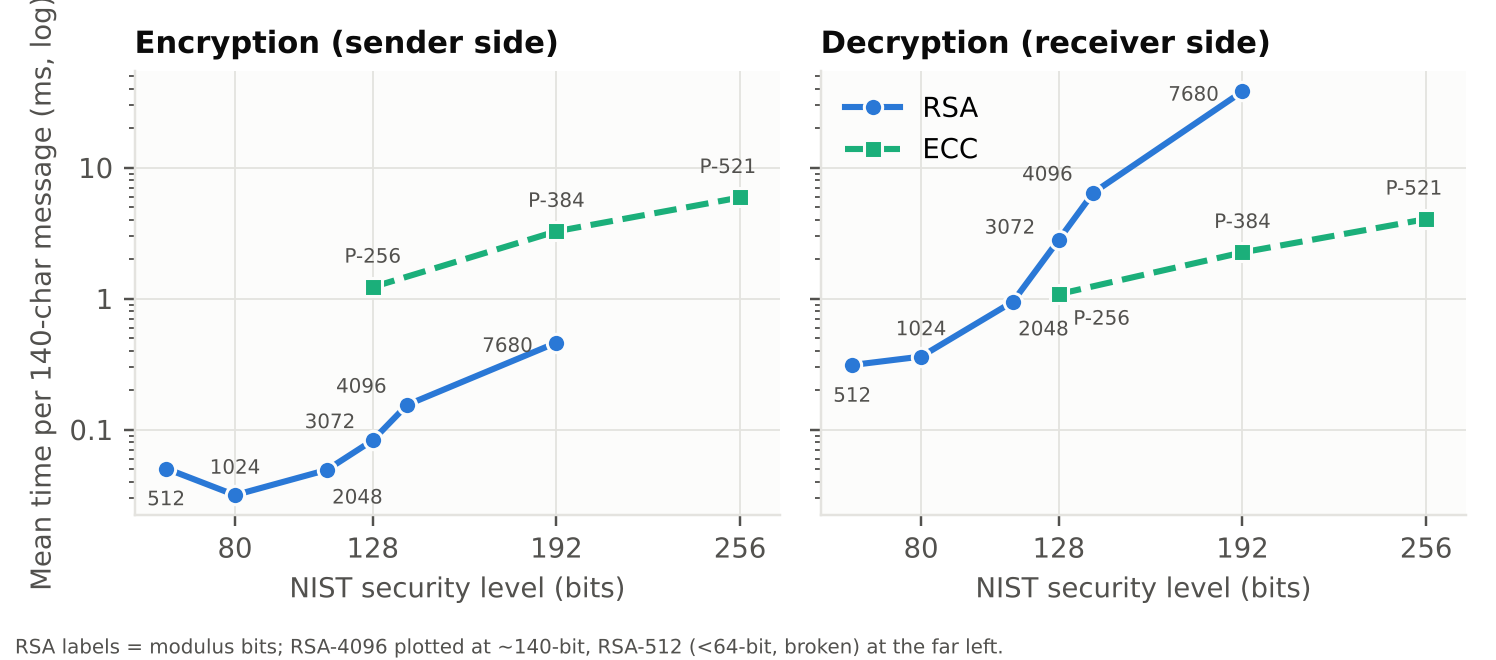 Encryption (sender side)
Mean time per 140-char message (ms, log)
10
1
0.1
P-256
P-384
P-521
512
1024
2048
3072
4096
7680
80
128
192
256
NIST security level (bits)
Decryption (receiver side)
RSA
ECC
7680
4096
3072
2048
1024
512
P-256
P-384
P-521
80
128
192
256
NIST security level (bits)
RSA labels = modulus bits; RSA-4096 plotted at ~140-bit, RSA-512 (<64-bit, broken) at the far left.